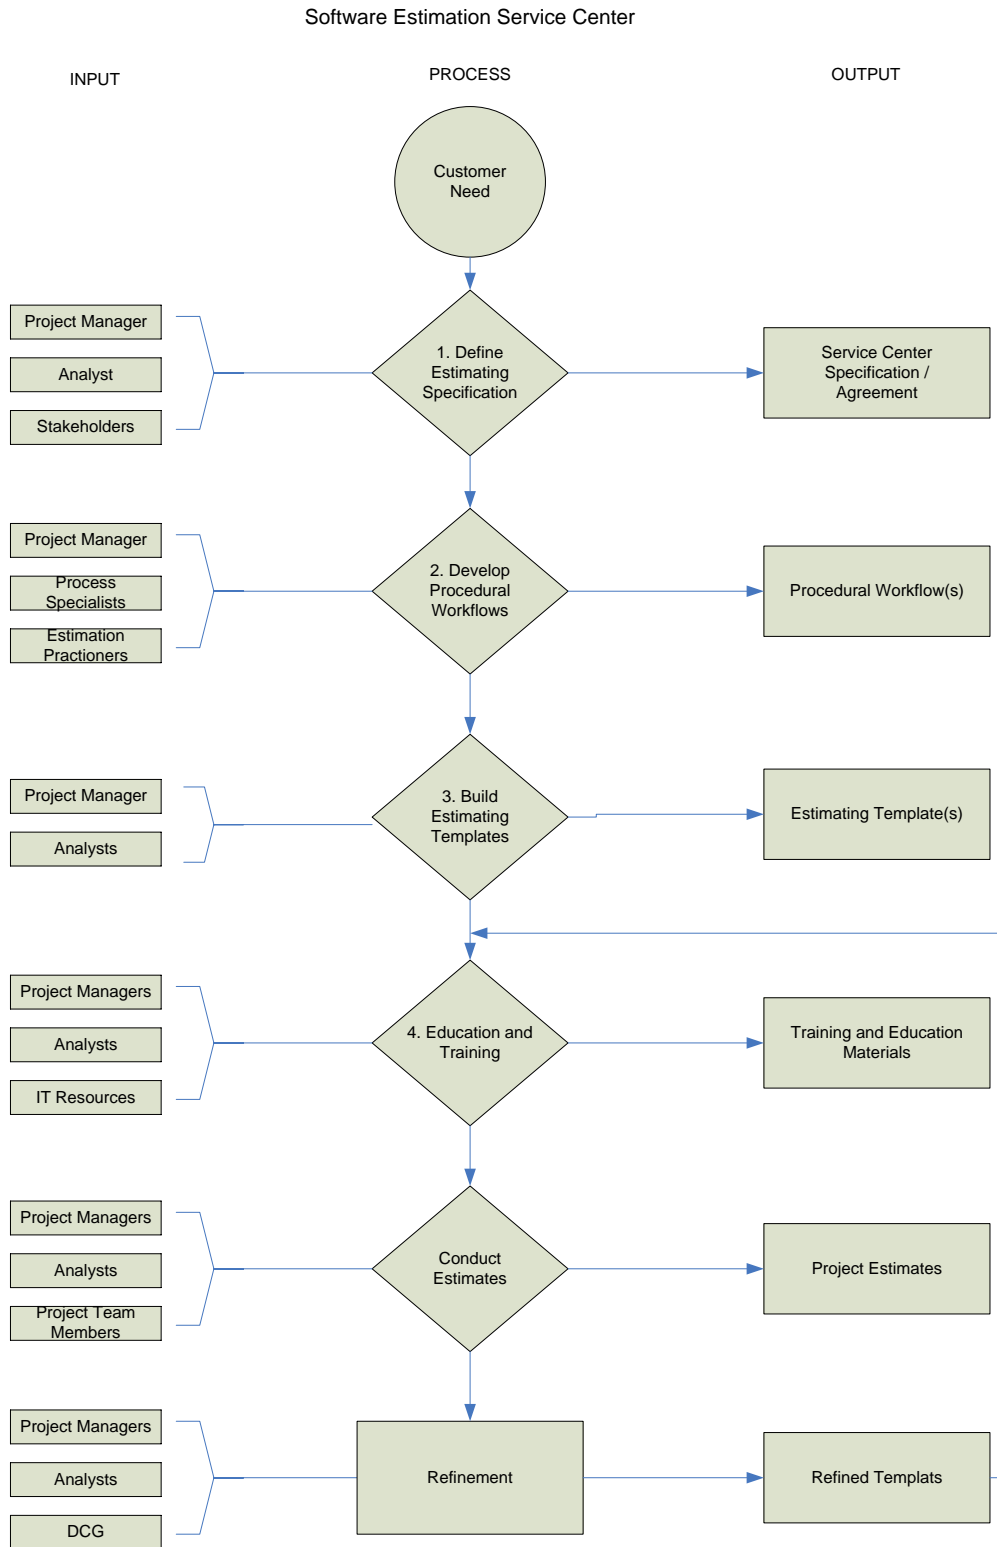 Software Estimation Service Center
INPUT
PROCESS
OUTPUT
Customer
Need
Project Manager
Analyst
Stakeholders
1. Define
Estimating
Specification
Service Center
Specification /
Agreement
Project Manager
Process
Specialists
Estimation
Practioners
2. Develop
Procedural
Workflows
Procedural Workflow(s)
Project Manager
Analysts
3. Build
Estimating
Templates
Estimating Template(s)
Project Managers
Analysts
IT Resources
4. Education and
Training
Training and Education
Materials
Project Managers
Analysts
Project Team
Members
Conduct
Estimates
Project Estimates
Project Managers
Analysts
DCG
Refinement
Refined Templats